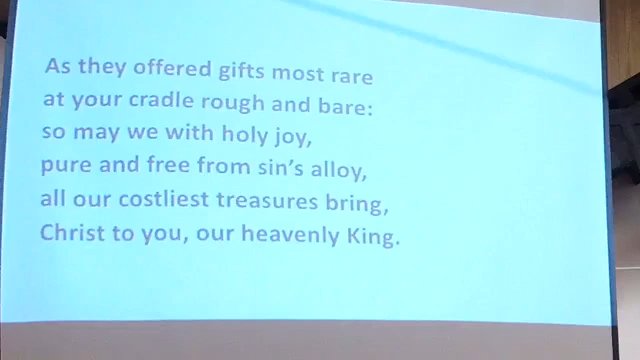 As they offered gifts most rare
at your cradle rough and bare:
so may we with holy joy,
pure and free from sin's alloy,
all our costliest treasures bring,
Christ to you, our heavenly King.